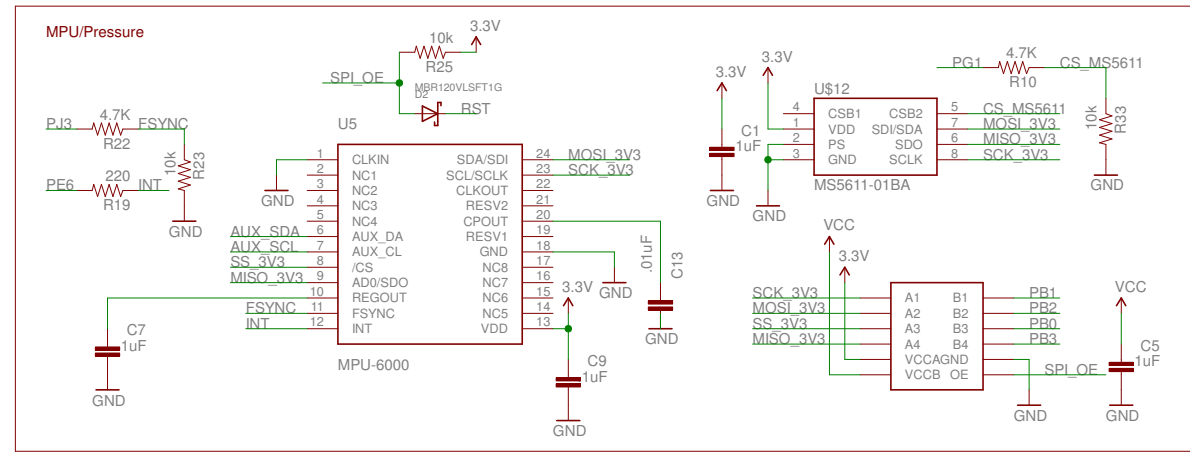 MPU/Pressure
3.3V
10k
R25
SPI_OE
MBR120VLSFT1G
D2
RST
PJ3
4.7K
FSYNC
R22
10k
R23
PE6
220
INT
R19
GND
U5
1 CLKIN SDA/SDI 24 MOSI_3V3
2 NC1 SCL/SCLK 23 SCK_3V3
3 NC2 CLKOUT 22
4 NC3 RESV2 21
5 NC4 CPOUT 20
AUX_SDA 6 AUX_DA RESV1 19
AUX_SCL 7 AUX_CL GND 18
SS_3V3 8 /CS NC8 17
MISO_3V3 9 AD0/SDO NC7 16
10 REGOUT NC6 15
FSYNC 11 FSYNC NC5 14
INT 12 INT VDD 13
MPU-6000
GND
GND
.01uF
C13
GND
3.3V
C7
1uF
GND
C9
1uF
GND
3.3V
3.3V
C1
1uF
GND
GND
U$12
4 CSB1 CSB2 5 CS_MS5611
1 VDD SDI/SDA 7 MOSI_3V3
2 PS SDO 6 MISO_3V3
3 GND SCLK 8 SCK_3V3
MS5611-01BA
PG1
4.7K
CS_MS5611
R10
10k
R33
GND
VCC
3.3V
SCK_3V3 A1 B1 PB1
MOSI_3V3 A2 B2 PB2
SS_3V3 A3 B3 PB0
MISO_3V3 A4 B4 PB3
VCCA GND
VCCB OE SPI_OE
GND
VCC
C5
1uF
GND